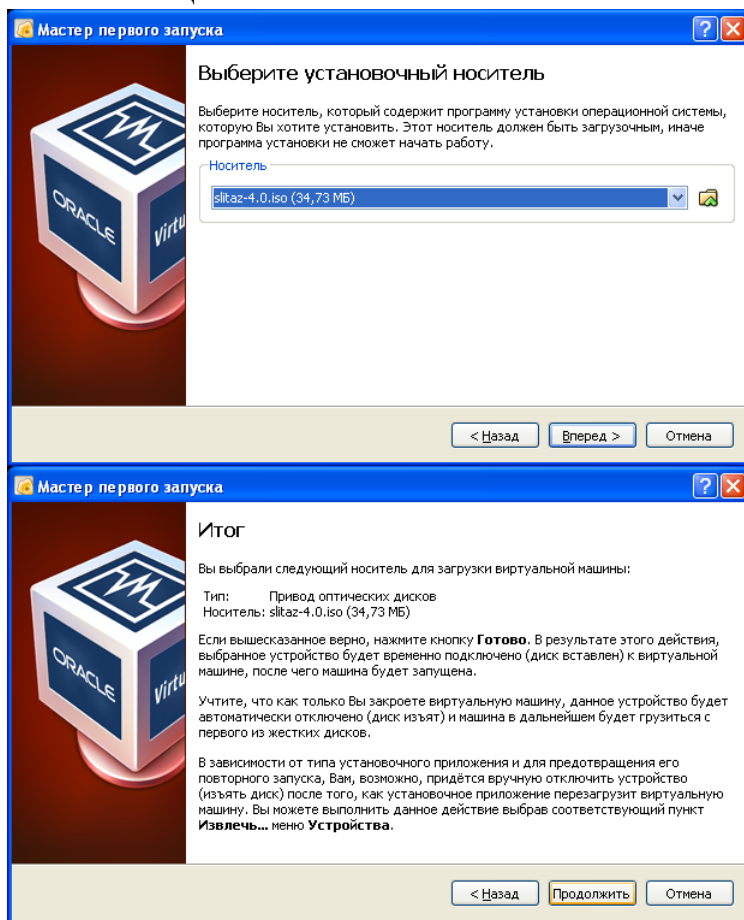 Мастер первого запуска
Выберите установочный носитель
Выберите носитель, который содержит программу установки операционной системы,
которую Вы хотите установить. Этот носитель должен быть загрузочным, иначе
программа установки не сможет начать работу.
Носитель
slitaz-4.0.iso (34,73 МБ)
ORACLE
Virtu
< Назад
Вперед >
Отмена
Мастер первого запуска
Итог
Вы выбрали следующий носитель для загрузки виртуальной машины:
Тип: Привод оптических дисков
Носитель: slitaz-4.0.iso (34,73 МБ)
Если вышесказанное верно, нажмите кнопку Готово. В результате этого действия,
выбранное устройство будет временно подключено (диск вставлен) к виртуальной
машине, после чего машина будет запущена.
Учтите, что как только Вы закроете виртуальную машину, данное устройство будет
автоматически отключено (диск изъят) и машина в дальнейшем будет грузиться с
первого из жестких дисков.
В зависимости от типа установочного приложения и для предотвращения его
повторного запуска, Вам, возможно, придётся вручную отключить устройство
(изъять диск) после того, как установочное приложение перезагрузит виртуальную
машину. Вы можете выполнить данное действие выбрав соответствующий пункт
Извлечь... меню Устройства.
ORACLE
Virtu
< Назад
Продолжить
Отмена